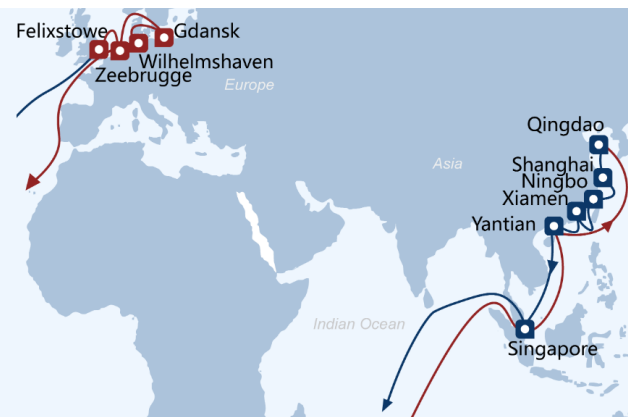 Felixstowe
Gdansk
Wilhelmshaven
Zeebrugge
Europe
Qingdao
Asia
Shanghai
Ningbo
Xiamen
Yantian
Indian Ocean
Singapore